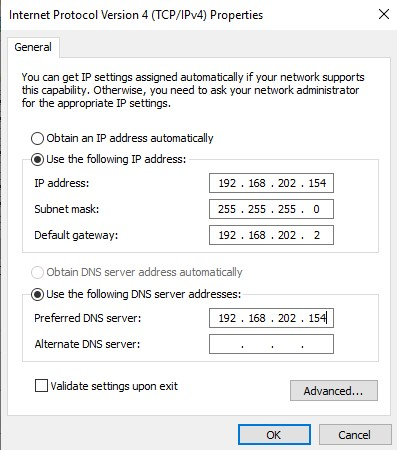 Internet Protocol Version 4 (TCP/IPv4) Properties
General
You can get IP settings assigned automatically if your network supports
this capability. Otherwise, you need to ask your network administrator
for the appropriate IP settings.
Obtain an IP address automatically
Use the following IP address:
IP address: 192 . 168 . 202 . 154
Subnet mask: 255 . 255 . 255 . 0
Default gateway: 192 . 168 . 202 . 2
Obtain DNS server address automatically
Use the following DNS server addresses:
Preferred DNS server: 192 . 168 . 202 . 154
Alternate DNS server: . . .
Validate settings upon exit
Advanced...
OK Cancel